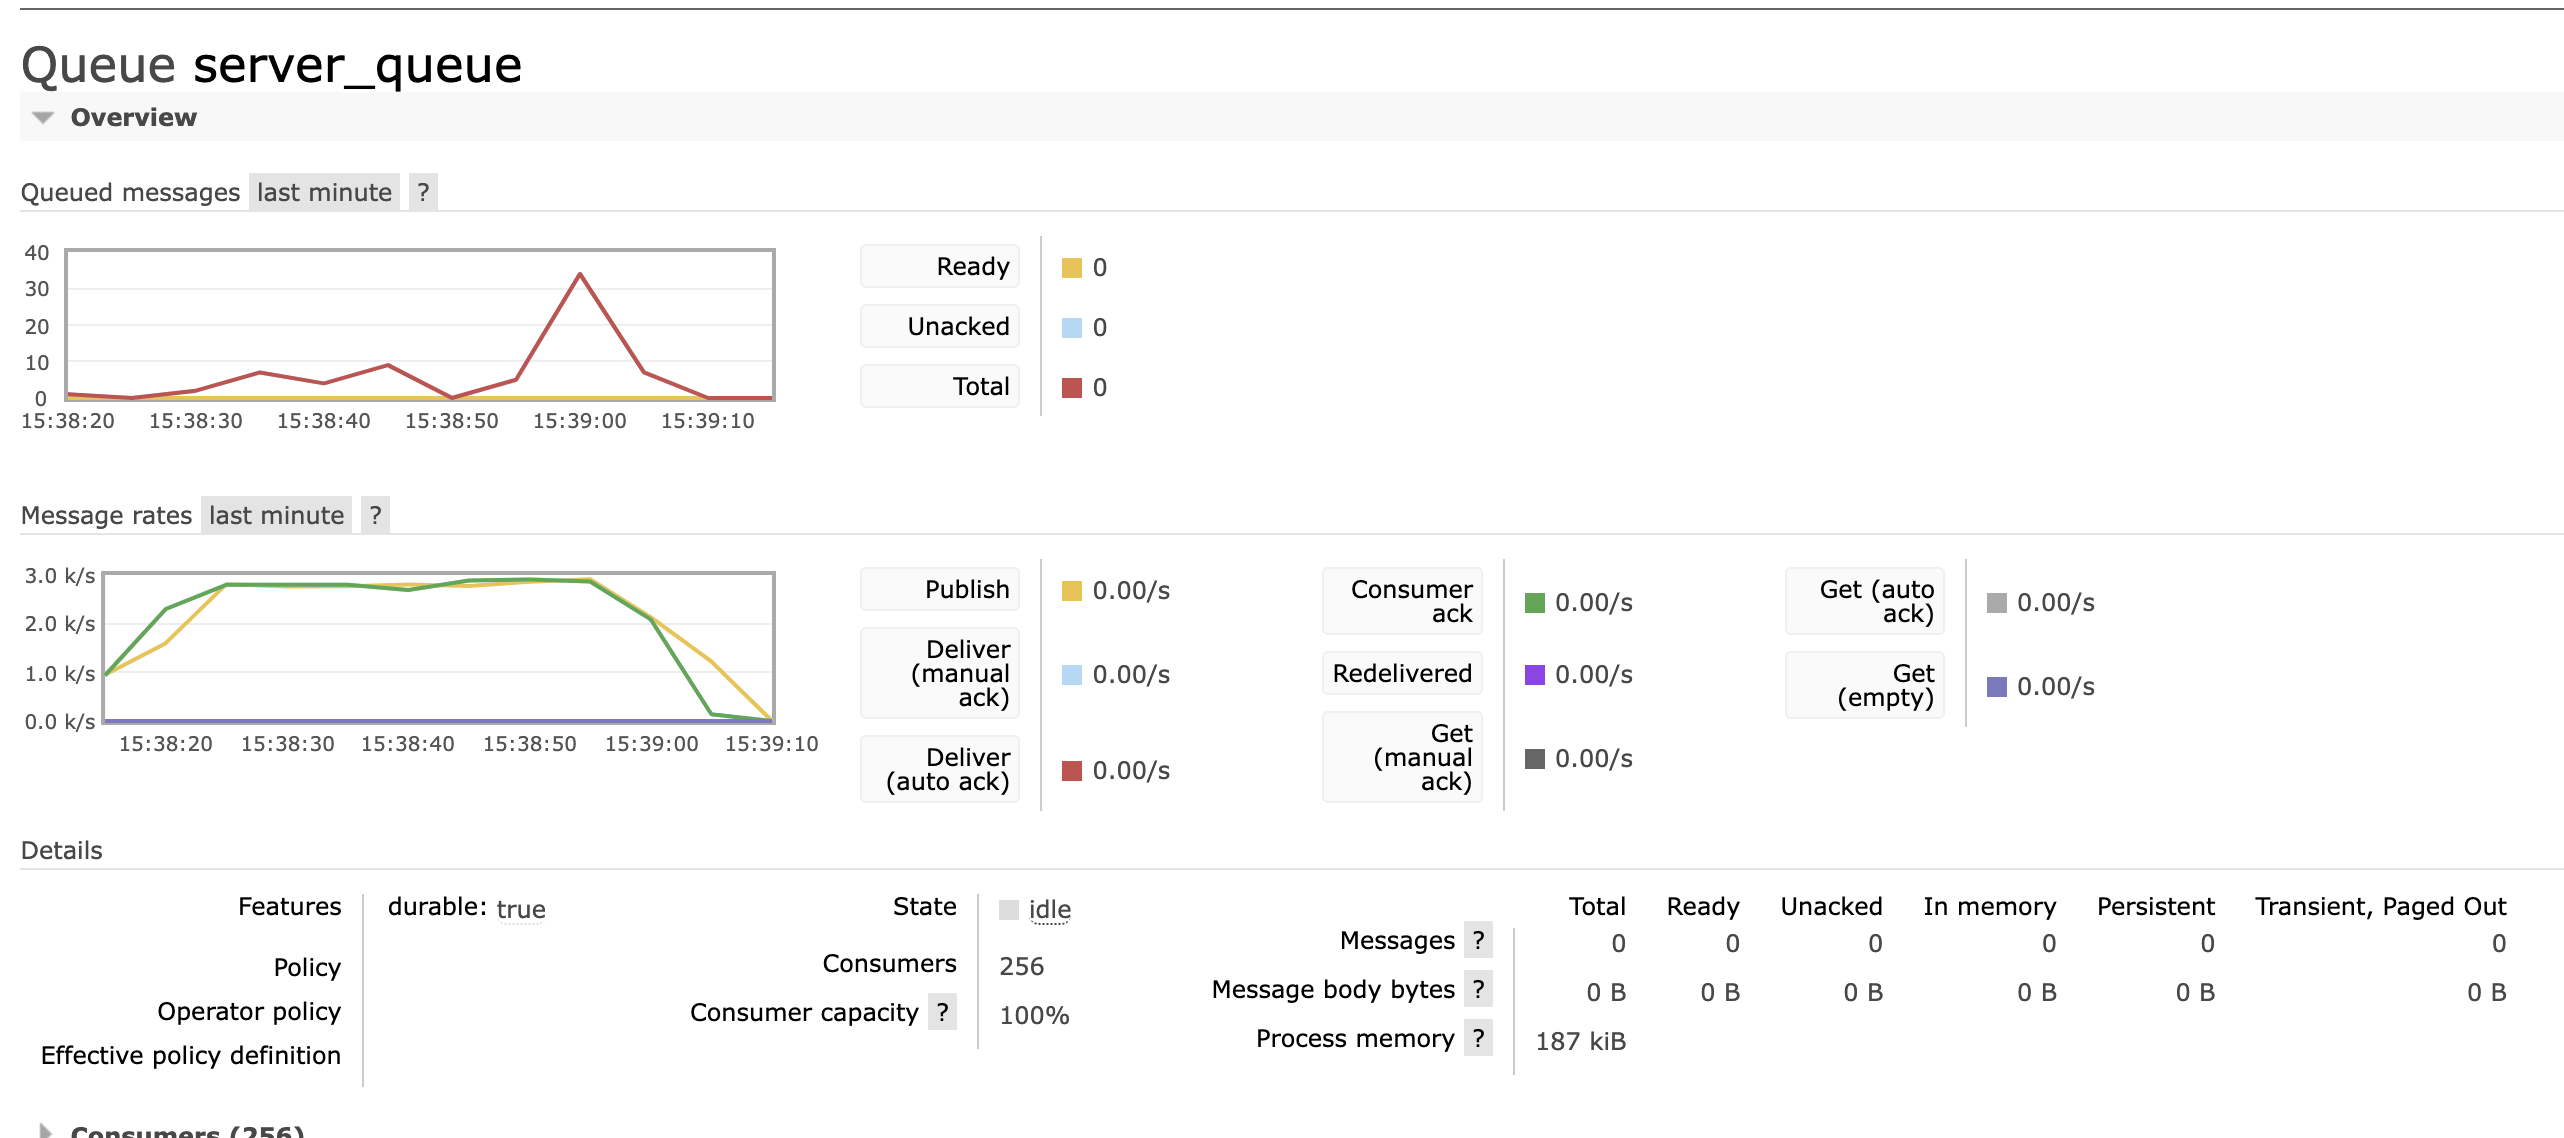 Queue server_queue
Overview
Queued messages last minute ?
40
30
20
10
0
15:38:20 15:38:30 15:38:40 15:38:50 15:39:00 15:39:10
Ready 0
Unacked 0
Total 0
Message rates last minute ?
3.0 k/s
2.0 k/s
1.0 k/s
0.0 k/s
15:38:20 15:38:30 15:38:40 15:38:50 15:39:00 15:39:10
Publish 0.00/s
Deliver
(manual 0.00/s
ack)
Deliver
(auto ack) 0.00/s
Consumer
ack 0.00/s
Redelivered 0.00/s
Get
(manual 0.00/s
ack)
Get (auto
ack) 0.00/s
Get
(empty) 0.00/s
Details
Features durable: true
Policy
Operator policy
Effective policy definition
State idle
Consumers 256
Consumer capacity ? 100%
Total Ready Unacked In memory Persistent Transient, Paged Out
Messages ? 0 0 0 0 0 0
Message body bytes ? 0 B 0 B 0 B 0 B 0 B 0 B
Process memory ? 187 kiB
Consumers (256)